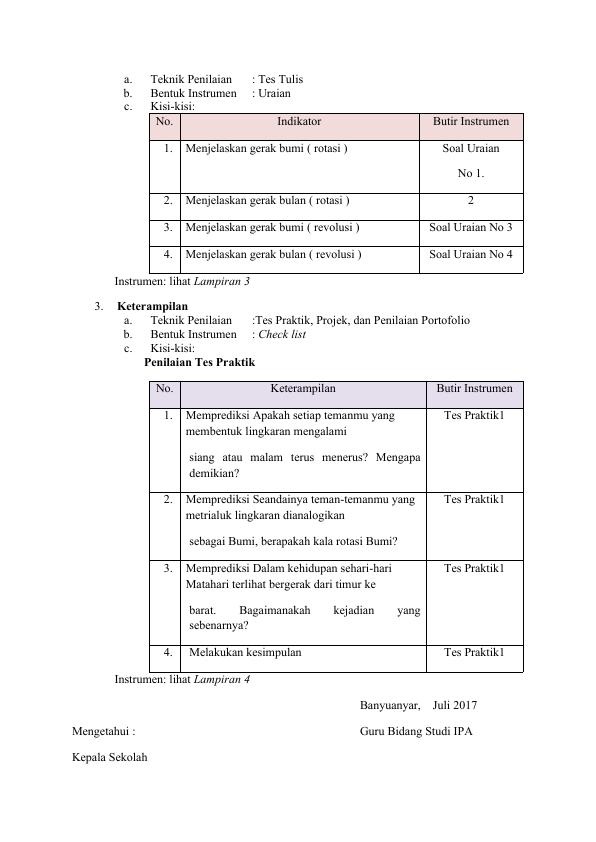 a. Teknik Penilaian : Tes Tulis
b. Bentuk Instrumen : Uraian
c. Kisi-kisi:
No. Indikator Butir Instrumen
1. Menjelaskan gerak bumi ( rotasi ) Soal Uraian
No 1.
2. Menjelaskan gerak bulan ( rotasi ) 2
3. Menjelaskan gerak bumi ( revolusi ) Soal Uraian No 3
4. Menjelaskan gerak bulan ( revolusi ) Soal Uraian No 4
Instrumen: lihat Lampiran 3
3. Keterampilan
a. Teknik Penilaian :Tes Praktik, Projek, dan Penilaian Portofolio
b. Bentuk Instrumen : Check list
c. Kisi-kisi:
Penilaian Tes Praktik
No. Keterampilan Butir Instrumen
1. Memprediksi Apakah setiap temanmu yang Tes Praktik1
membentuk lingkaran mengalami
siang atau malam terus menerus? Mengapa
demikian?
2. Memprediksi Seandainya teman-temanmu yang Tes Praktik1
metrialuk lingkaran dianalogikan
sebagai Bumi, berapakah kala rotasi Bumi?
3. Memprediksi Dalam kehidupan sehari-hari Tes Praktik1
Matahari terlihat bergerak dari timur ke
barat. Bagaimanakah kejadian yang
sebenarnya?
4. Melakukan kesimpulan Tes Praktik1
Instrumen: lihat Lampiran 4
Banyuanyar, Juli 2017
Mengetahui : Guru Bidang Studi IPA
Kepala Sekolah